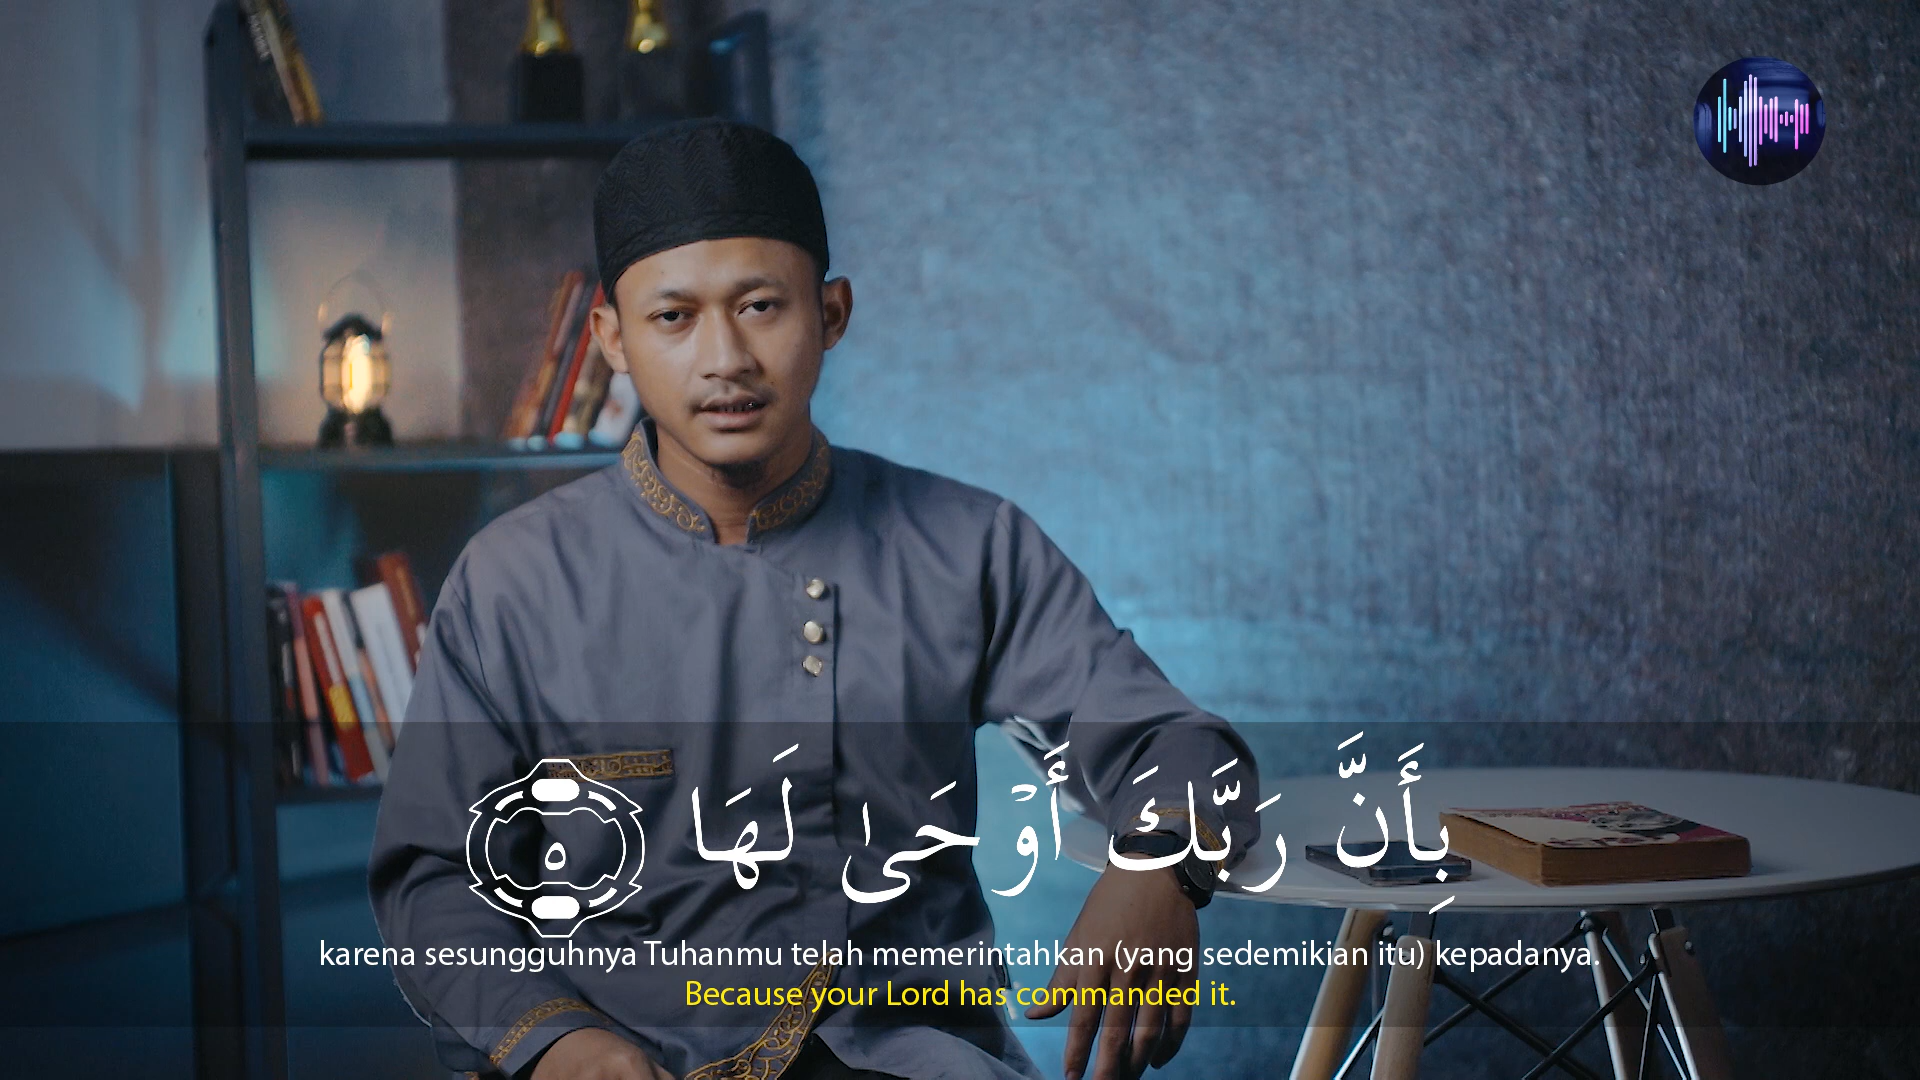 بِأَنَّ رَبَّكَ أَوْحَىٰ لَهَا ٥
karena sesungguhnya Tuhanmu telah memerintahkan (yang sedemikian itu) kepadanya.
Because your Lord has commanded it.